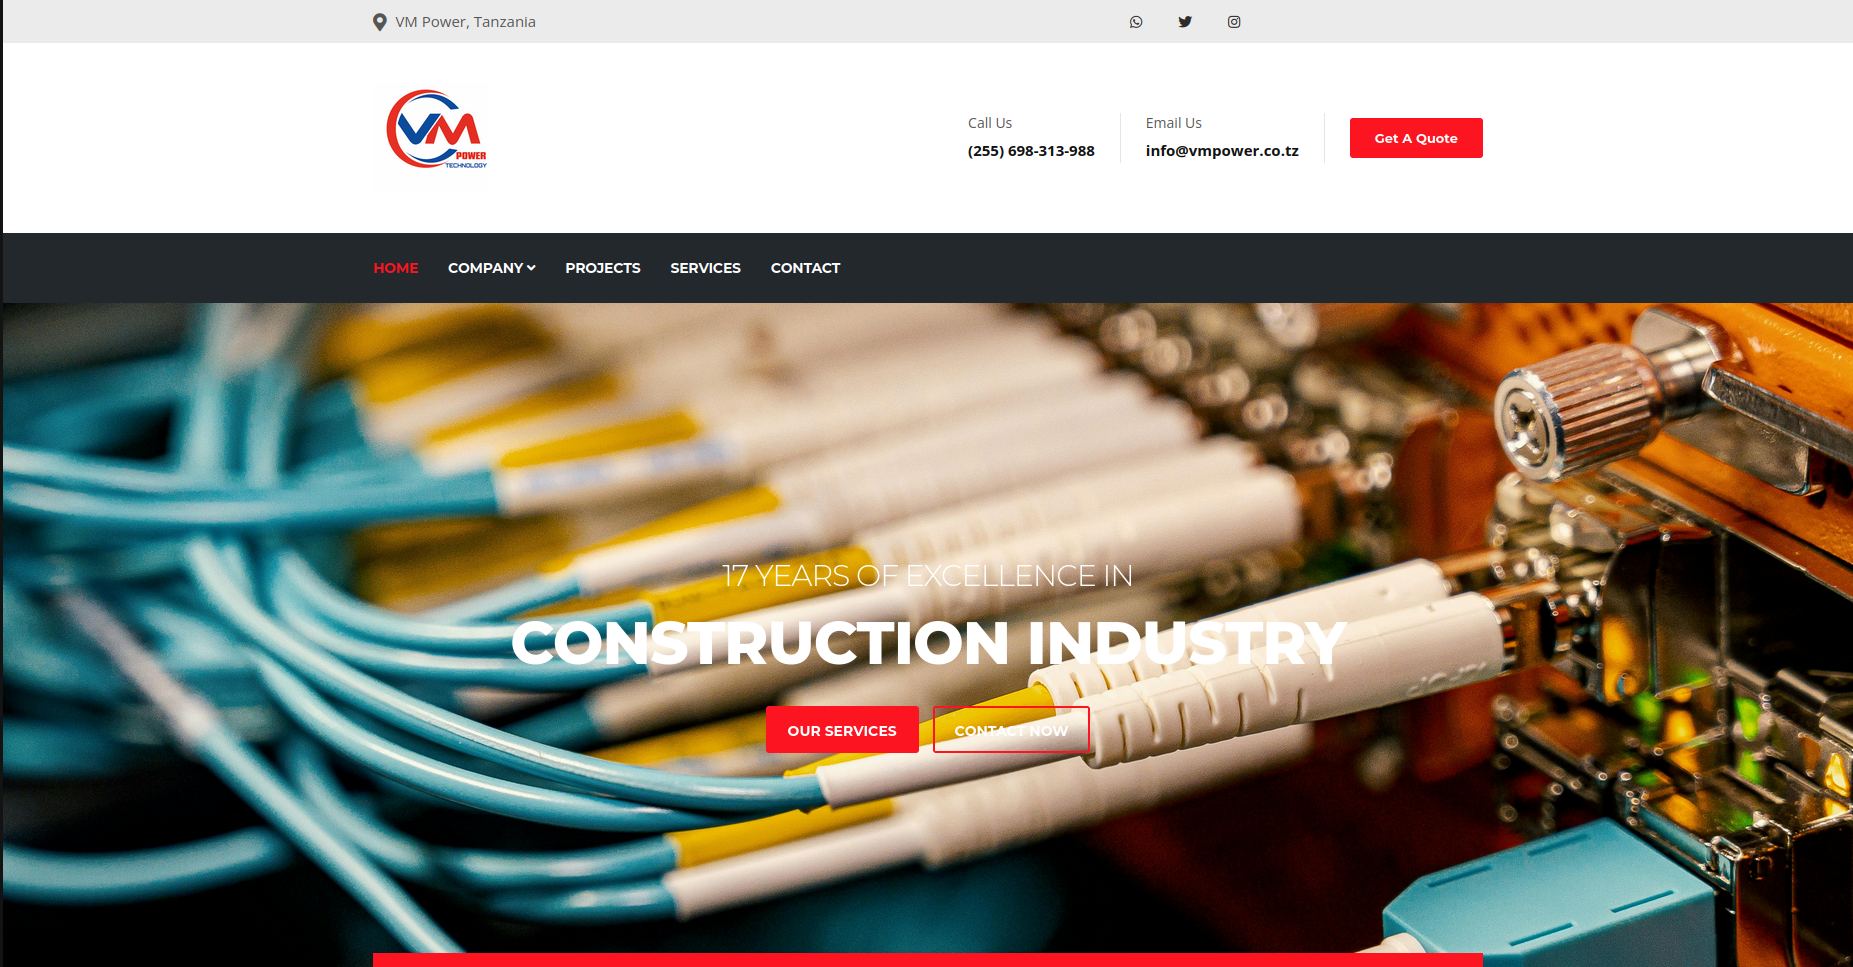 VM Power, Tanzania
VM
POWER
TECHNOLOGY
Call Us
(255) 698-313-988
Email Us
info@vmpower.co.tz
Get A Quote
HOME COMPANY PROJECTS SERVICES CONTACT
17 YEARS OF EXCELLENCE IN
CONSTRUCTION INDUSTRY
OUR SERVICES CONTACT NOW